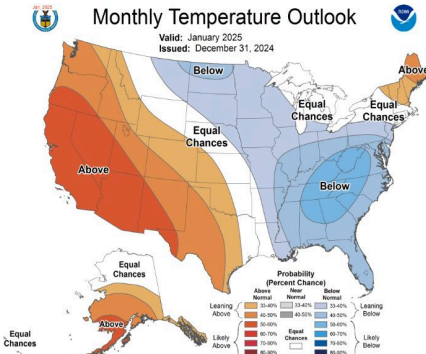 Jan, 2025
Monthly Temperature Outlook
Valid: January 2025
Issued: December 31, 2024
Below
Above
Equal
Chances
Equal
Chances
Equal
Chances
Above
Below
Equal
Chances
Above
Equal
Chances
Probability
(Percent Chance)
Above
Normal
Near
Normal
Below
Normal
Leaning
Above
33-40%
33-40%
33-40%
Leaning
Below
40-50%
40-50%
40-50%
Likely
Above
50-60%
50-60%
60-70%
Equal
Chances
60-70%
Likely
Below
70-80%
70-80%
80-90%
80-90%